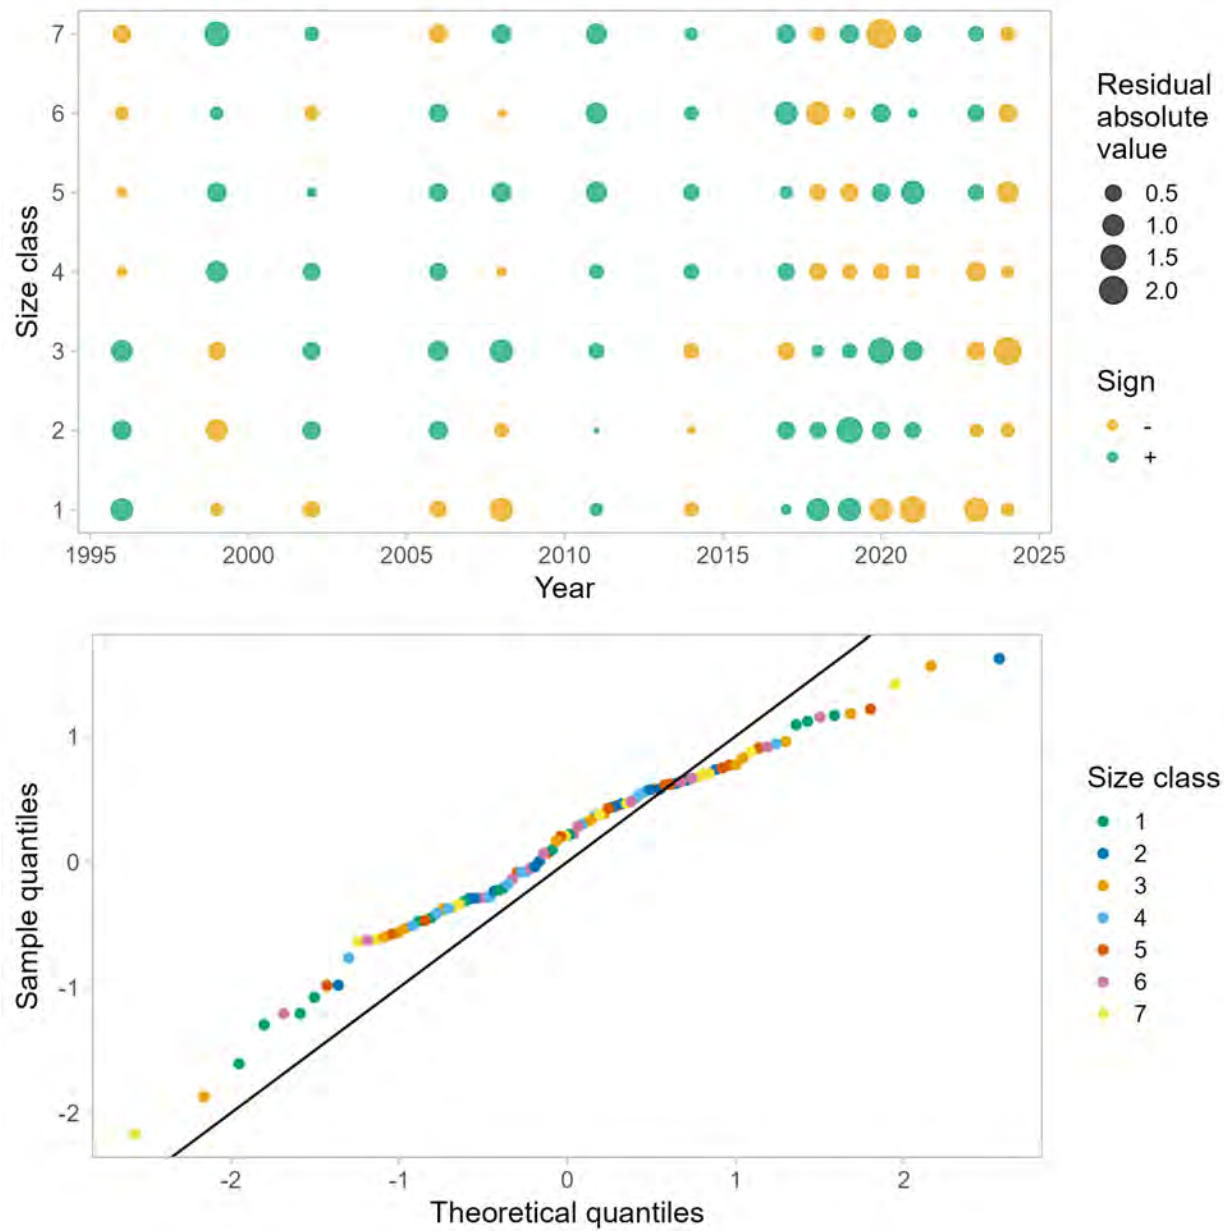 7
6
5
4
3
2
1
Size class
1995 2000 2005 2010 2015 2020 2025
Year
Residual
absolute
value
0.5
1.0
1.5
2.0
Sign
-
+
1
0
-1
-2
Sample quantiles
-2 -1 0 1 2
Theoretical quantiles
Size class
1
2
3
4
5
6
7